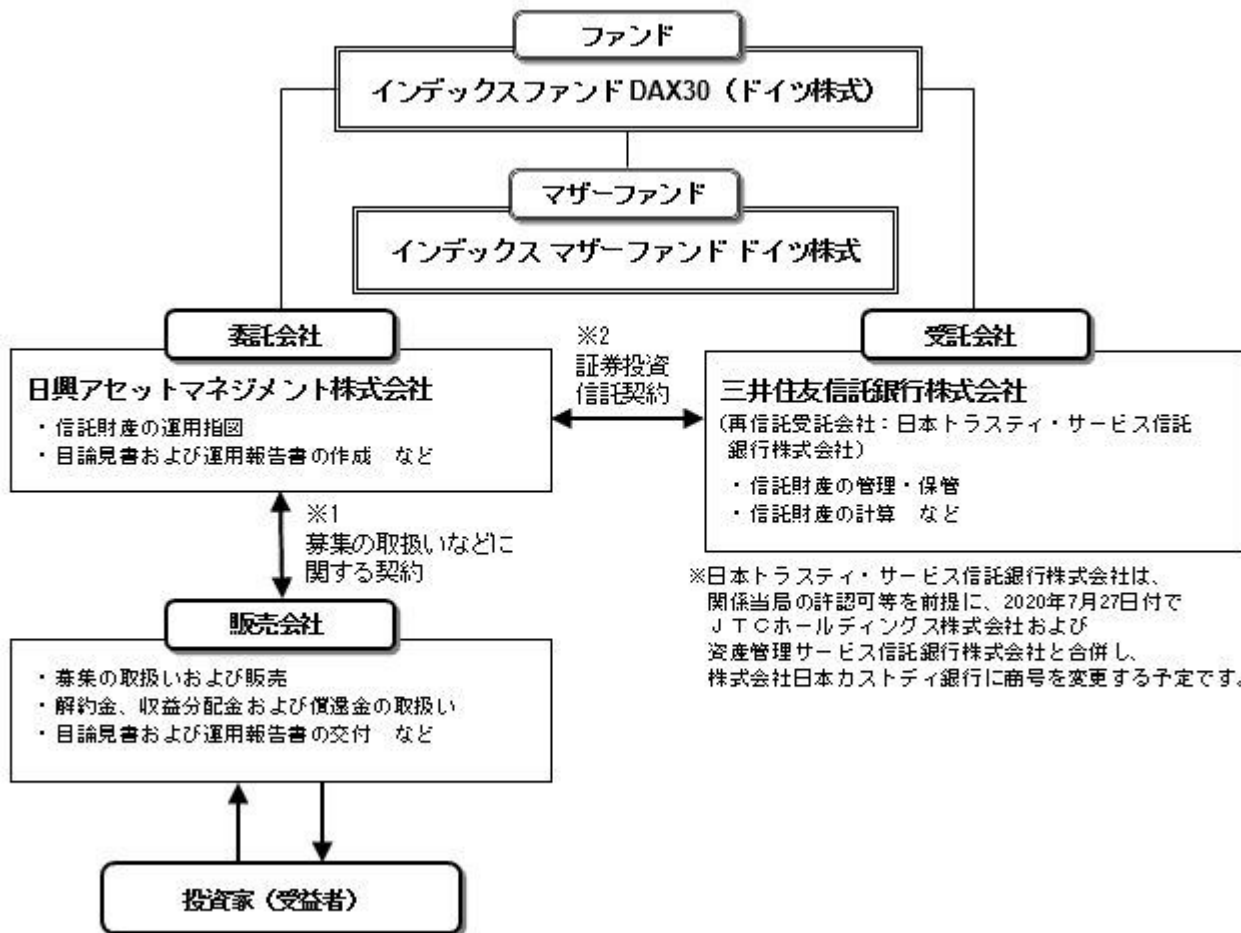 ファンド
インデックスファンド DAX30（ドイツ株式）
マザーファンド
インデックス マザーファンド ドイツ株式
委託会社
日興アセットマネジメント株式会社
・信託財産の運用指図
・目論見書および運用報告書の作成　など
※2
証券投資
信託契約
受託会社
三井住友信託銀行株式会社
（再信託受託会社：日本トラスティ・サービス信託
銀行株式会社）
・信託財産の管理・保管
・信託財産の計算　など
※1
募集の取扱いなどに
関する契約
※日本トラスティ・サービス信託銀行株式会社は、
関係当局の許認可等を前提に、2020年7月27日付で
ＪＴＣホールディングス株式会社および
資産管理サービス信託銀行株式会社と合併し、
株式会社日本カストディ銀行に商号を変更する予定です。
販売会社
・募集の取扱いおよび販売
・解約金、収益分配金および償還金の取扱い
・目論見書および運用報告書の交付　など
投資家（受益者）